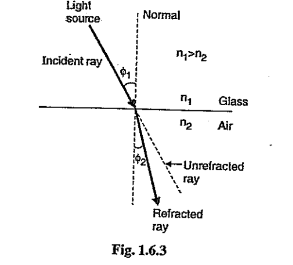 Light
source
Normal
Incident ray
n₁>n₂
ϕ₁
n₁
Glass
n₂
Air
ϕ₂
Unrefracted
ray
Refracted
ray
Fig. 1.6.3